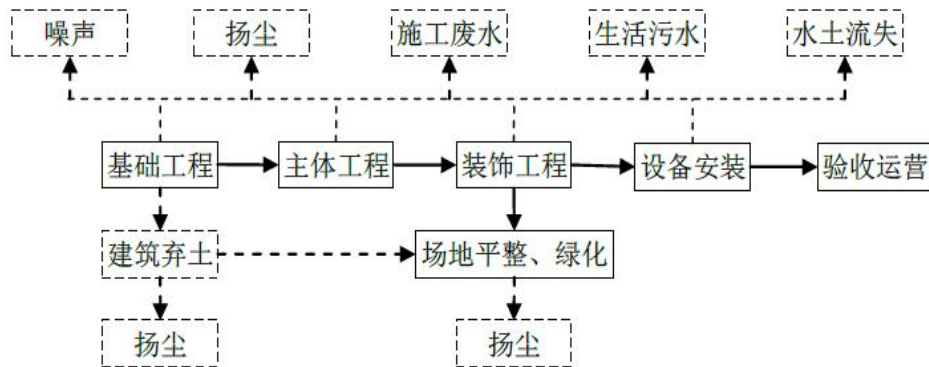 噪声
扬尘
施工废水
生活污水
水土流失
基础工程
主体工程
装饰工程
设备安装
验收运营
建筑弃土
场地平整、绿化
扬尘
扬尘